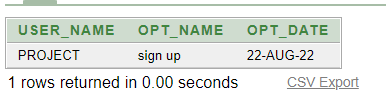 USER_NAME OPT_NAME OPT_DATE
PROJECT sign up 22-AUG-22
1 rows returned in 0.00 seconds CSV Export